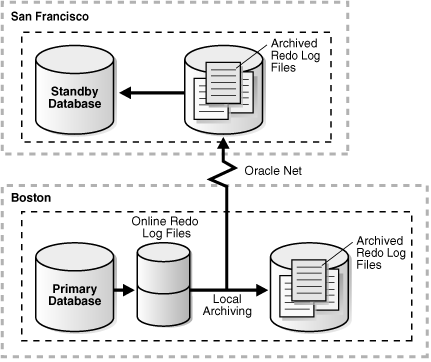 San Francisco
Archived
Redo Log
Files
Standby
Database
Oracle Net
Boston
Online Redo
Log Files
Archived
Redo Log
Files
Primary
Database
Local
Archiving